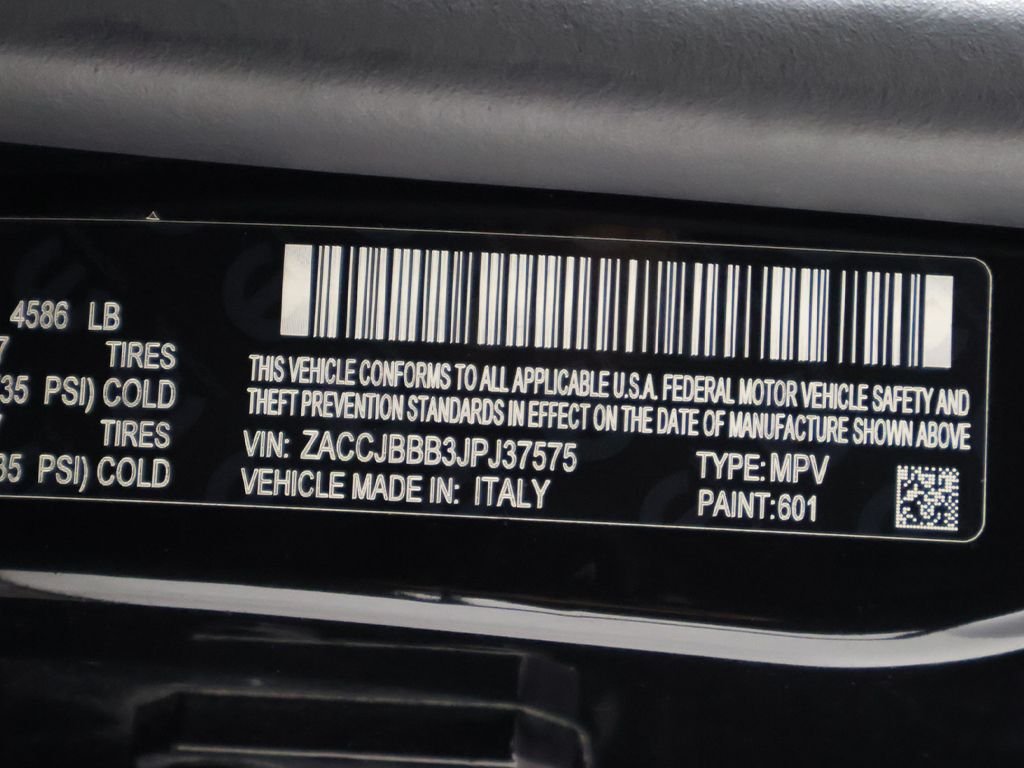 4586 LB
7 TIRES
35 PSI) COLD
TIRES
35 PSI) COLD
THIS VEHICLE CONFORMS TO ALL APPLICABLE U.S.A. FEDERAL MOTOR VEHICLE SAFETY AND
THEFT PREVENTION STANDARDS IN EFFECT ON THE DATE OF MANUFACTURE SHOWN ABOVE
VIN: ZACCJBBB3JPJ37575 TYPE: MPV
VEHICLE MADE IN: ITALY PAINT:601